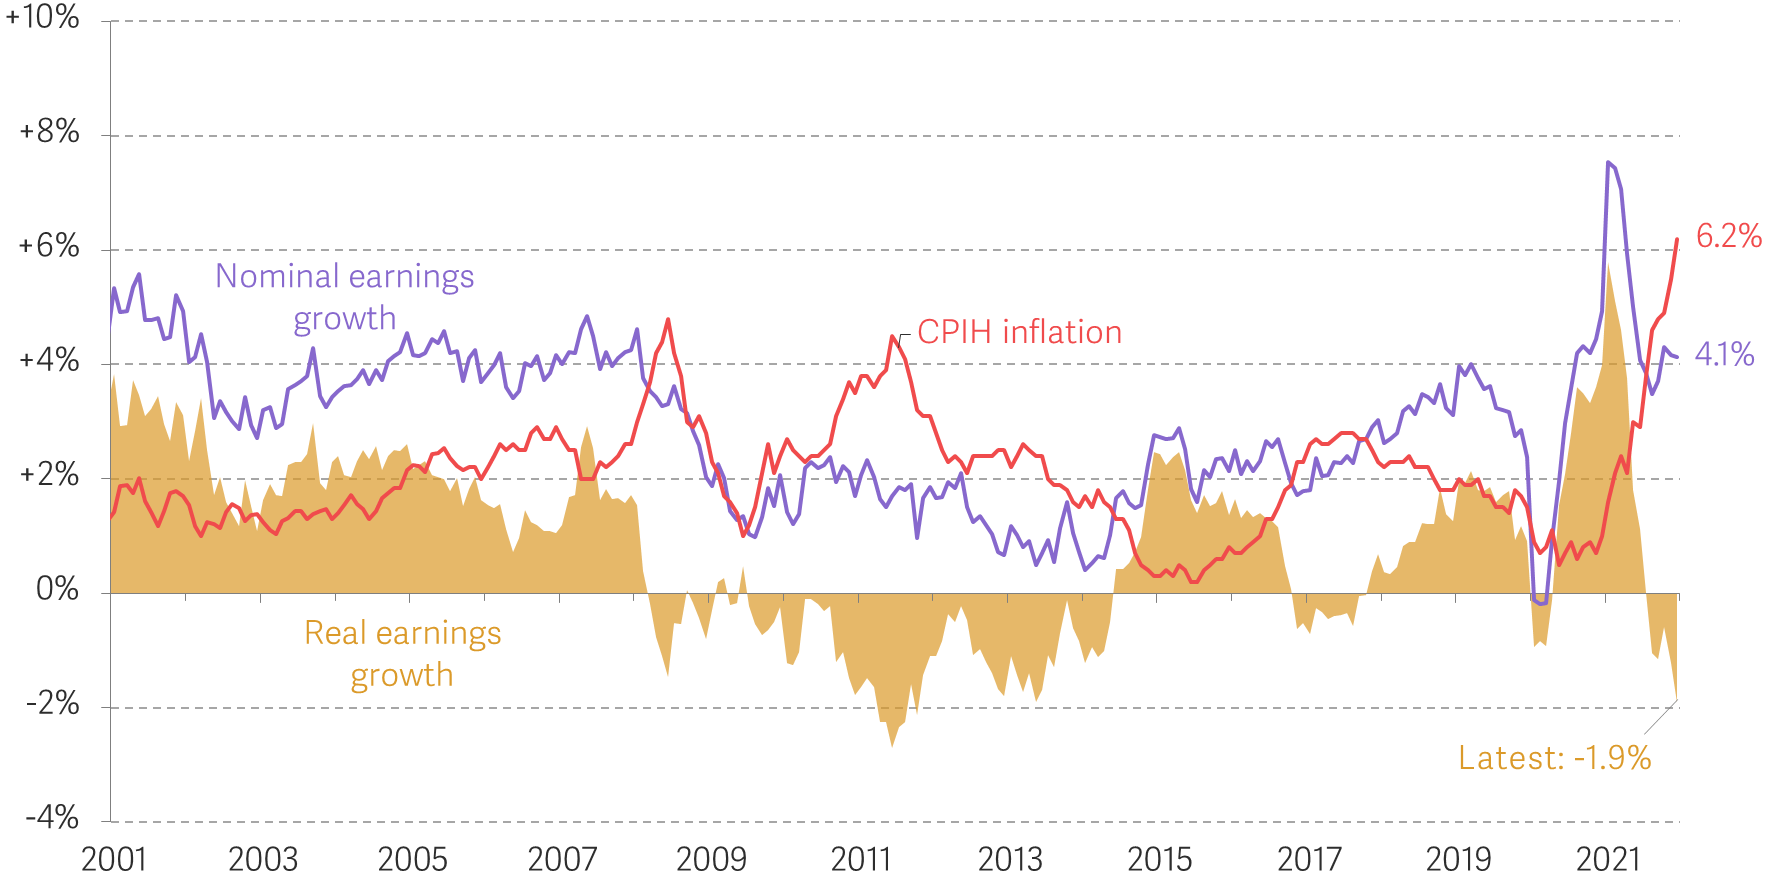 +10%
+8%
+6%
+4%
+2%
0%
-2%
-4%
Nominal earnings
growth
CPIH inflation
6.2%
4.1%
Real earnings
growth
Latest: -1.9%
2001 2003 2005 2007 2009 2011 2013 2015 2017 2019 2021